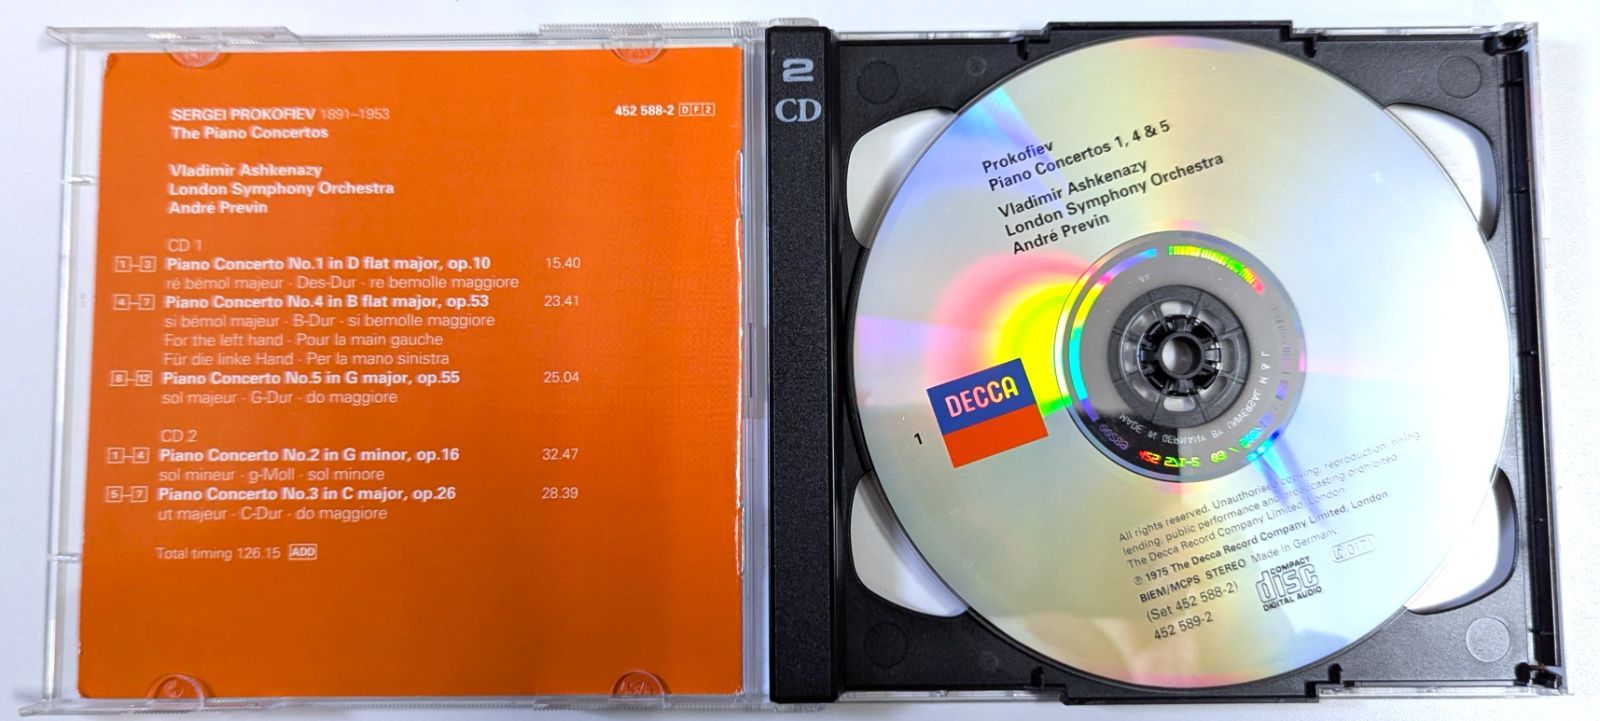 SERGEI PROKOFIEV 1891–1953
The Piano Concertos
452 588-2 DF2
Vladimir Ashkenazy
London Symphony Orchestra
André Previn
CD 1
1–3 Piano Concerto No.1 in D flat major, op.10 15.40
ré bémol majeur · Des-Dur · re bemolle maggiore
4–7 Piano Concerto No.4 in B flat major, op.53 23.41
si bémol majeur · B-Dur · si bemolle maggiore
For the left hand · Pour la main gauche
Für die linke Hand · Per la mano sinistra
8–12 Piano Concerto No.5 in G major, op.55 25.04
sol majeur · G-Dur · do maggiore
CD 2
1–4 Piano Concerto No.2 in G minor, op.16 32.47
sol mineur · g-Moll · sol minore
5–7 Piano Concerto No.3 in C major, op.26 28.39
ut majeur · C-Dur · do maggiore
Total timing 126.15 ADD
2
CD
Prokofiev
Piano Concertos 1, 4 & 5
Vladimir Ashkenazy
London Symphony Orchestra
André Previn
DECCA
1
MADE IN GERMANY BY UNIVERSAL M & L
All rights reserved. Unauthorised copying, reproduction, hiring,
lending, public performance and broadcasting prohibited.
The Decca Record Company Limited, London
℗ 1975 The Decca Record Company Limited, London
BIEM/MCPS STEREO Made in Germany
LC 0171
(Set 452 588-2)
452 589-2
COMPACT
disc
DIGITAL AUDIO